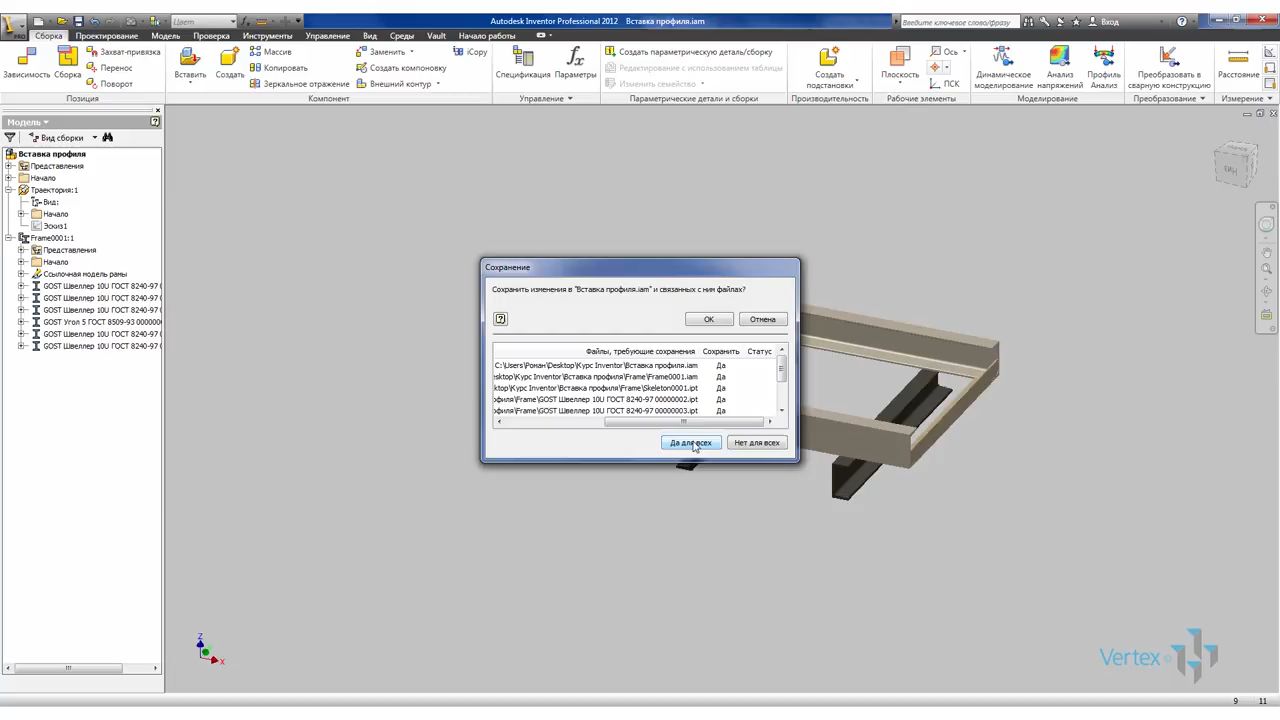 Цвет
Autodesk Inventor Professional 2012 Вставка профиля.iam
Введите ключевое слово/фразу
Вход
PRO
Сборка Проектирование Модель Проверка Инструменты Управление Вид Среды Vault Начало работы
Зависимость
Сборка
Захват-привязка
Перенос
Поворот
Вставить
Создать
Массив
Копировать
Зеркальное отражение
Заменить
Создать компоновку
Внешний контур
iCopy
Спецификация
Параметры
Создать параметрическую деталь/сборку
Редактирование с использованием таблицы
Изменить семейство
Создать подстановки
Плоскость
Ось
ПСК
Динамическое моделирование
Анализ напряжений
Профиль Анализ
Преобразовать в сварную конструкцию
Расстояние
Позиция Компонент Управление Параметрические детали и сборки Производительность Рабочие элементы Моделирование Преобразование Измерение
Модель
Вид сборки
Вставка профиля
Представления
Начало
Траектория:1
Вид:
Начало
Эскиз1
Frame0001:1
Представления
Начало
Ссылочная модель рамы
GOST Швеллер 10U ГОСТ 8240-97
GOST Швеллер 10U ГОСТ 8240-97
GOST Швеллер 10U ГОСТ 8240-97
GOST Угол 5 ГОСТ 8509-93 000000
GOST Швеллер 10U ГОСТ 8240-97
GOST Швеллер 10U ГОСТ 8240-97
Сохранение
Сохранить изменения в "Вставка профиля.iam" и связанных с ним файлах?
OK Отмена
Файлы, требующие сохранения Сохранить Статус
C:\Users\Роман\Desktop\Курс Inventor\Вставка профиля.iam Да
esktop\Курс Inventor\Вставка профиля\Frame\Frame0001.iam Да
ktop\Курс Inventor\Вставка профиля\Frame\Skeleton0001.ipt Да
офиля\Frame\GOST Швеллер 10U ГОСТ 8240-97 00000002.ipt Да
офиля\Frame\GOST Швеллер 10U ГОСТ 8240-97 00000003.ipt Да
Да для всех Нет для всех
Z
X
Vertex
9 11